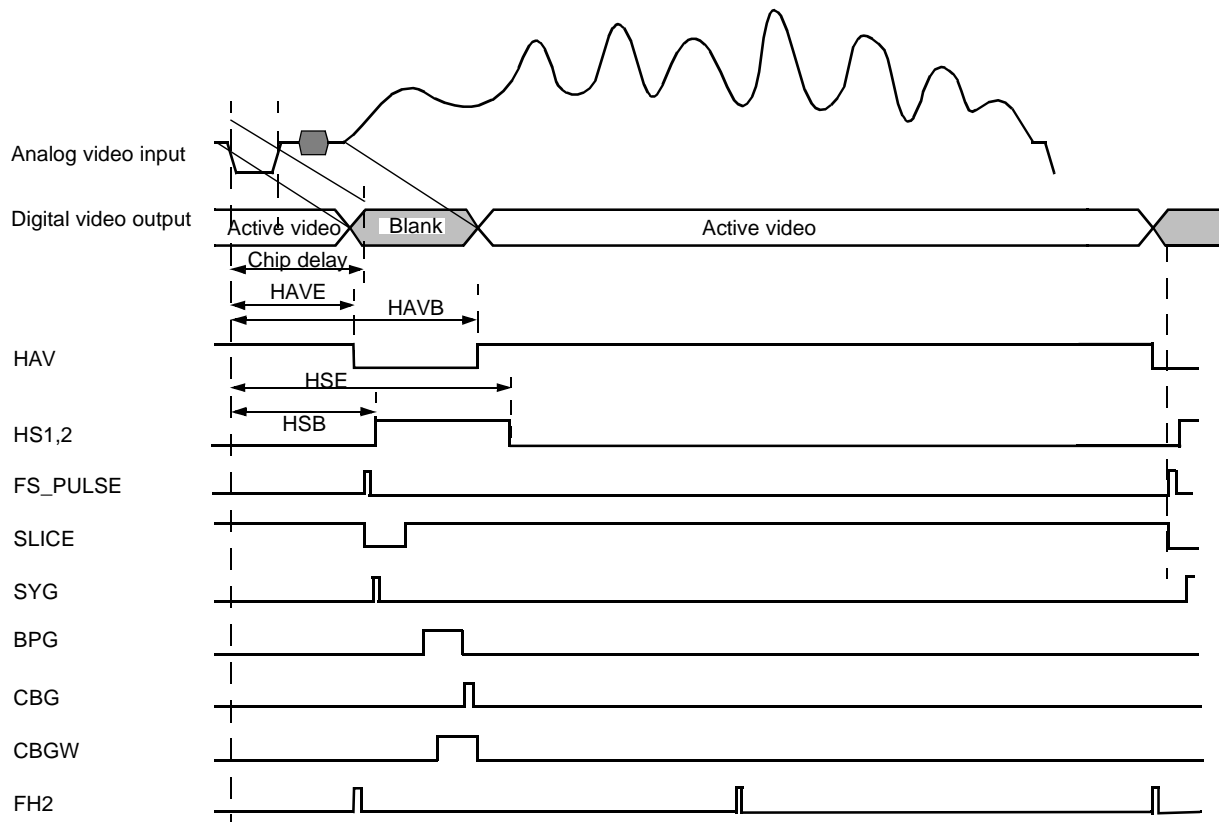 Analog video input
Digital video output
Active video
Blank
Active video
Chip delay
HAVE
HAVB
HAV
HSE
HSB
HS1,2
FS_PULSE
SLICE
SYG
BPG
CBG
CBGW
FH2